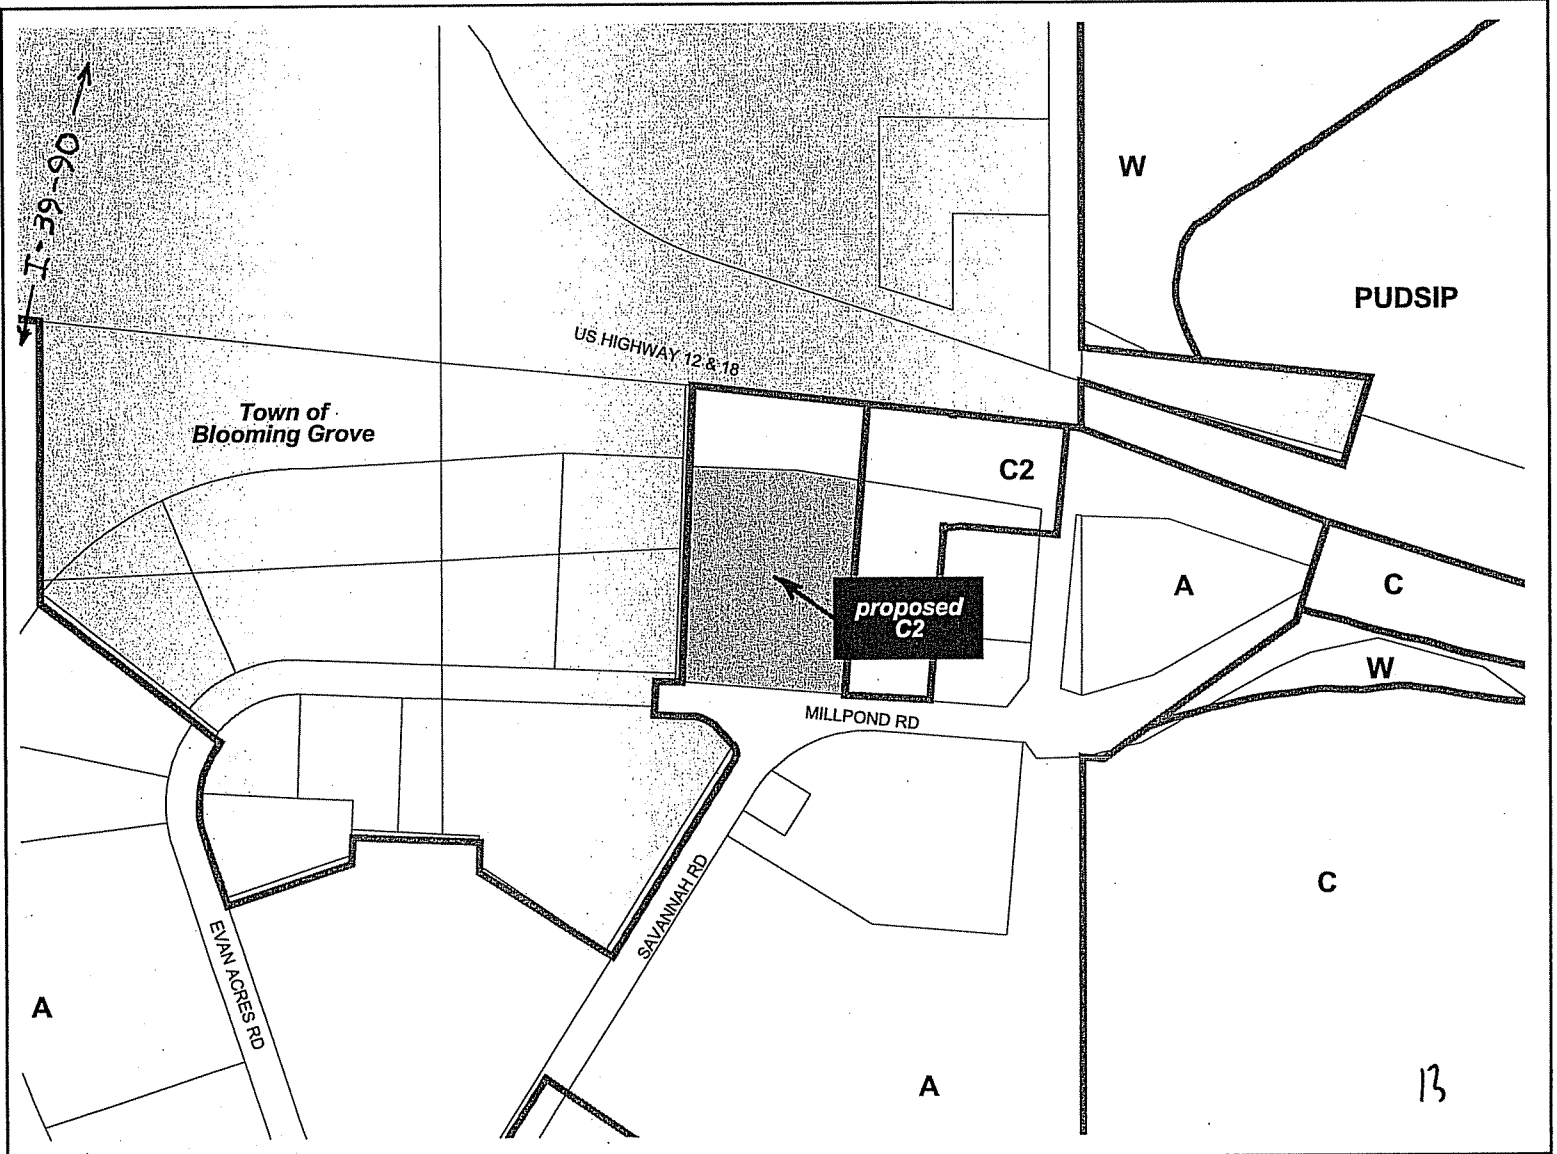 I-39-90
W
PUDSIP
US HIGHWAY 12 & 18
Town of
Blooming Grove
C2
A
C
proposed
C2
W
MILLPOND RD
SAVANNAH RD
C
EVAN ACRES RD
A
A
13